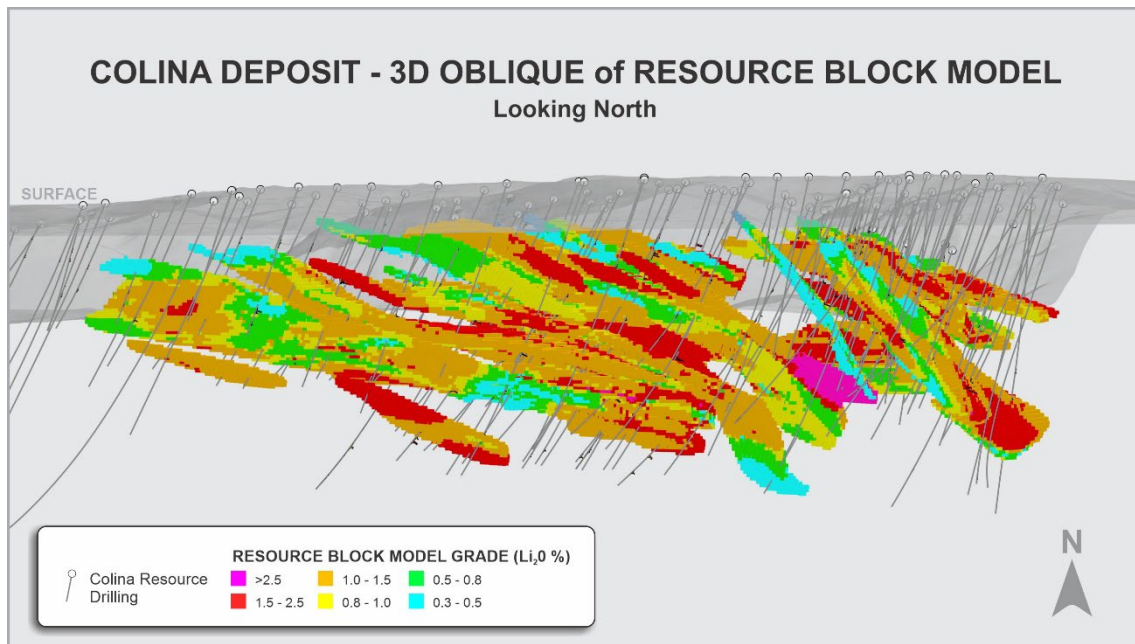 COLINA DEPOSIT - 3D OBLIQUE of RESOURCE BLOCK MODEL
Looking North
SURFACE
RESOURCE BLOCK MODEL GRADE (Li₂0 %)
Colina Resource
Drilling
>2.5
1.0 - 1.5
0.5 - 0.8
1.5 - 2.5
0.8 - 1.0
0.3 - 0.5
N